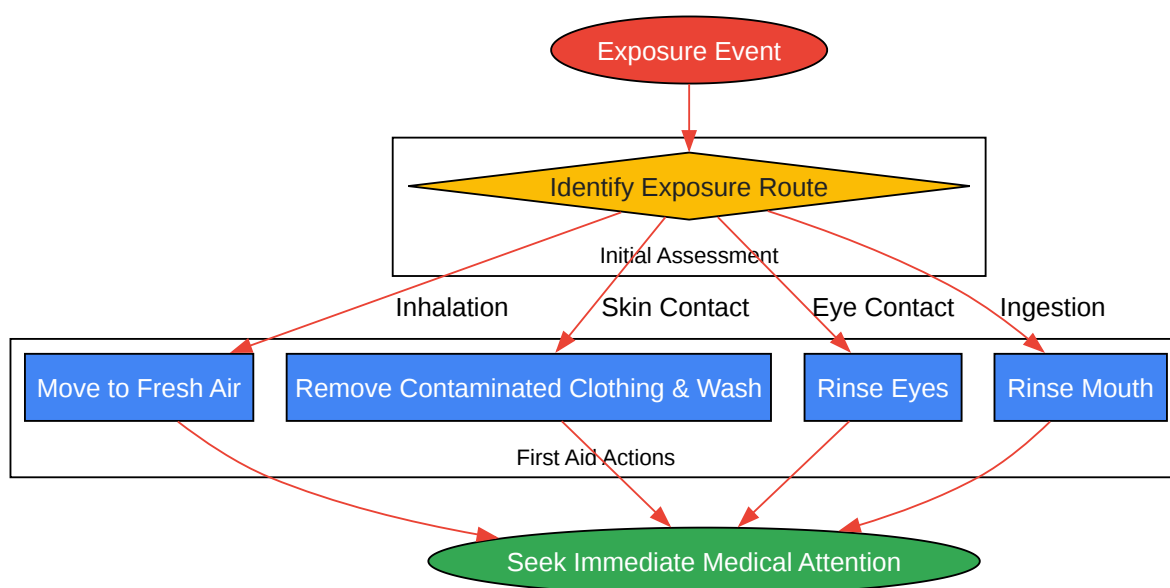 Exposure Event
Identify Exposure Route
Initial Assessment
Inhalation
Skin Contact
Eye Contact
Ingestion
Move to Fresh Air
Remove Contaminated Clothing & Wash
Rinse Eyes
Rinse Mouth
First Aid Actions
Seek Immediate Medical Attention